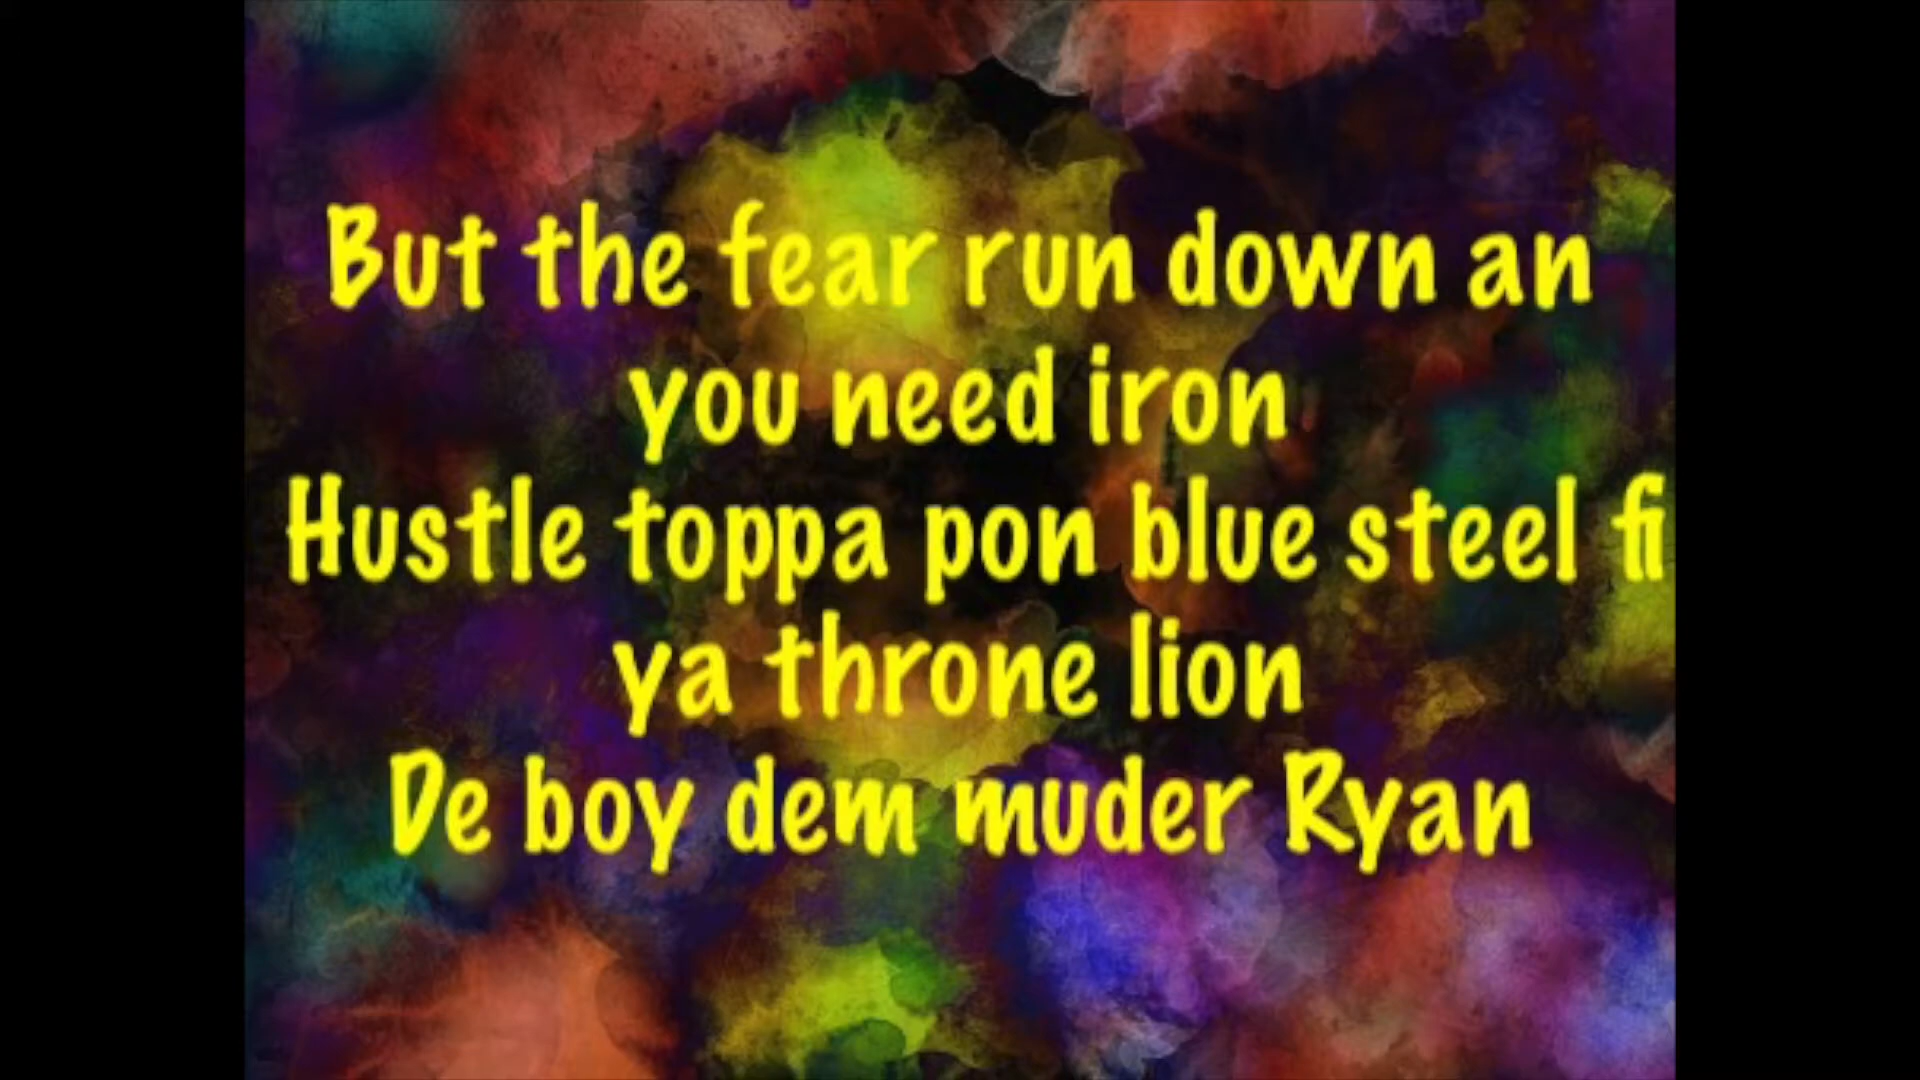 But the fear run down an
you need iron
Hustle toppa pon blue steel fi
ya throne lion
De boy dem muder Ryan